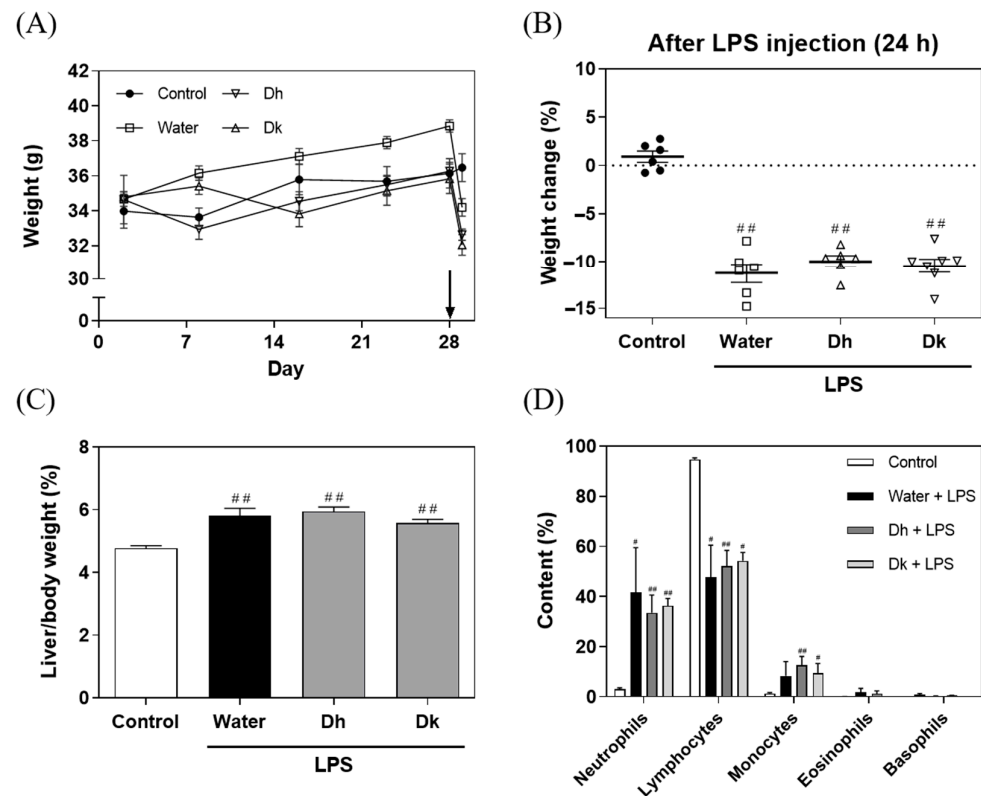 (A)
Weight (g)
42
40
38
36
34
32
30
0
Control
Dh
Water
Dk
0
7
14
21
28
Day
(B)
After LPS injection (24 h)
Weight change (%)
10
5
0
−5
−10
−15
##
##
##
Control
Water
Dh
Dk
LPS
(C)
Liver/body weight (%)
8
6
4
2
0
##
##
##
Control
Water
Dh
Dk
LPS
(D)
Content (%)
100
80
60
40
20
0
Control
Water + LPS
Dh + LPS
Dk + LPS
#
##
##
#
##
#
##
#
Neutrophils
Lymphocytes
Monocytes
Eosinophils
Basophils